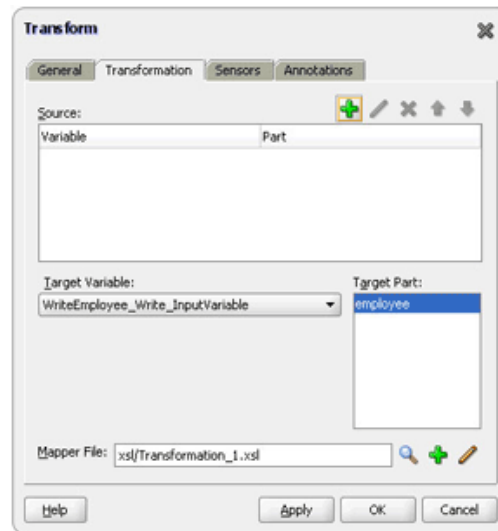 Transform
General Transformation Sensors Annotations
Source:
Variable Part
Target Variable: Target Part:
WriteEmployee_Write_InputVariable employee
Mapper File: xsl/Transformation_1.xsl
Help Apply OK Cancel